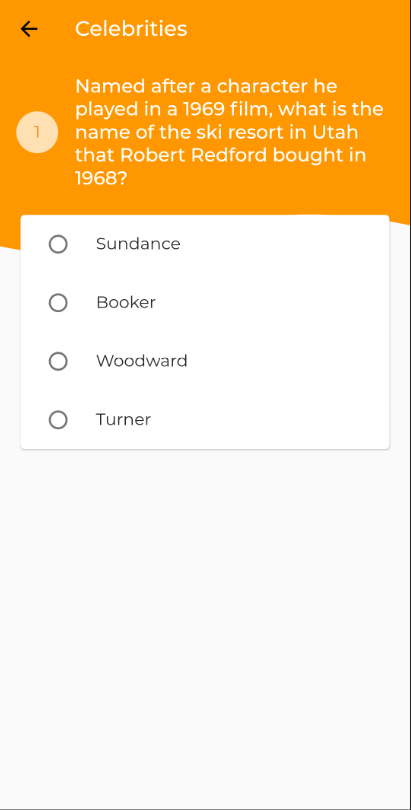 Celebrities
Named after a character he
played in a 1969 film, what is the
name of the ski resort in Utah
that Robert Redford bought in
1968?
1
Sundance
Booker
Woodward
Turner